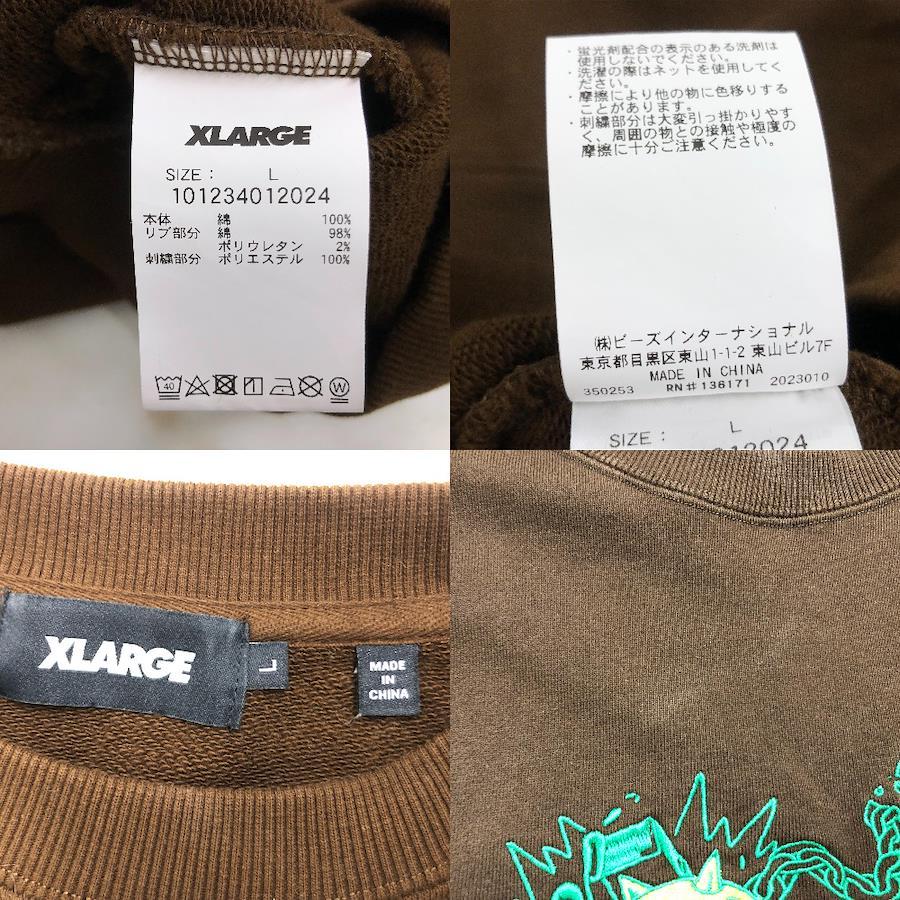 XLARGE
SIZE : L
101234012024
本体 綿 100%
リブ部分 綿 98%
ポリウレタン 2%
刺繍部分 ポリエステル 100%
40
W
・蛍光剤配合の表示のある洗剤は
使用しないでください。
・洗濯の際はネットを使用してく
ださい。
・摩擦により他の物に色移りする
ことがあります。
・刺繍部分は大変引っ掛かりやす
く、周囲の物との接触や極度の
摩擦に十分ご注意ください。
㈱ビーズインターナショナル
東京都目黒区東山1-1-2 東山ビル7F
MADE IN CHINA
350253 RN# 136171 2023010
SIZE : L
XLARGE
L
MADE
IN
CHINA